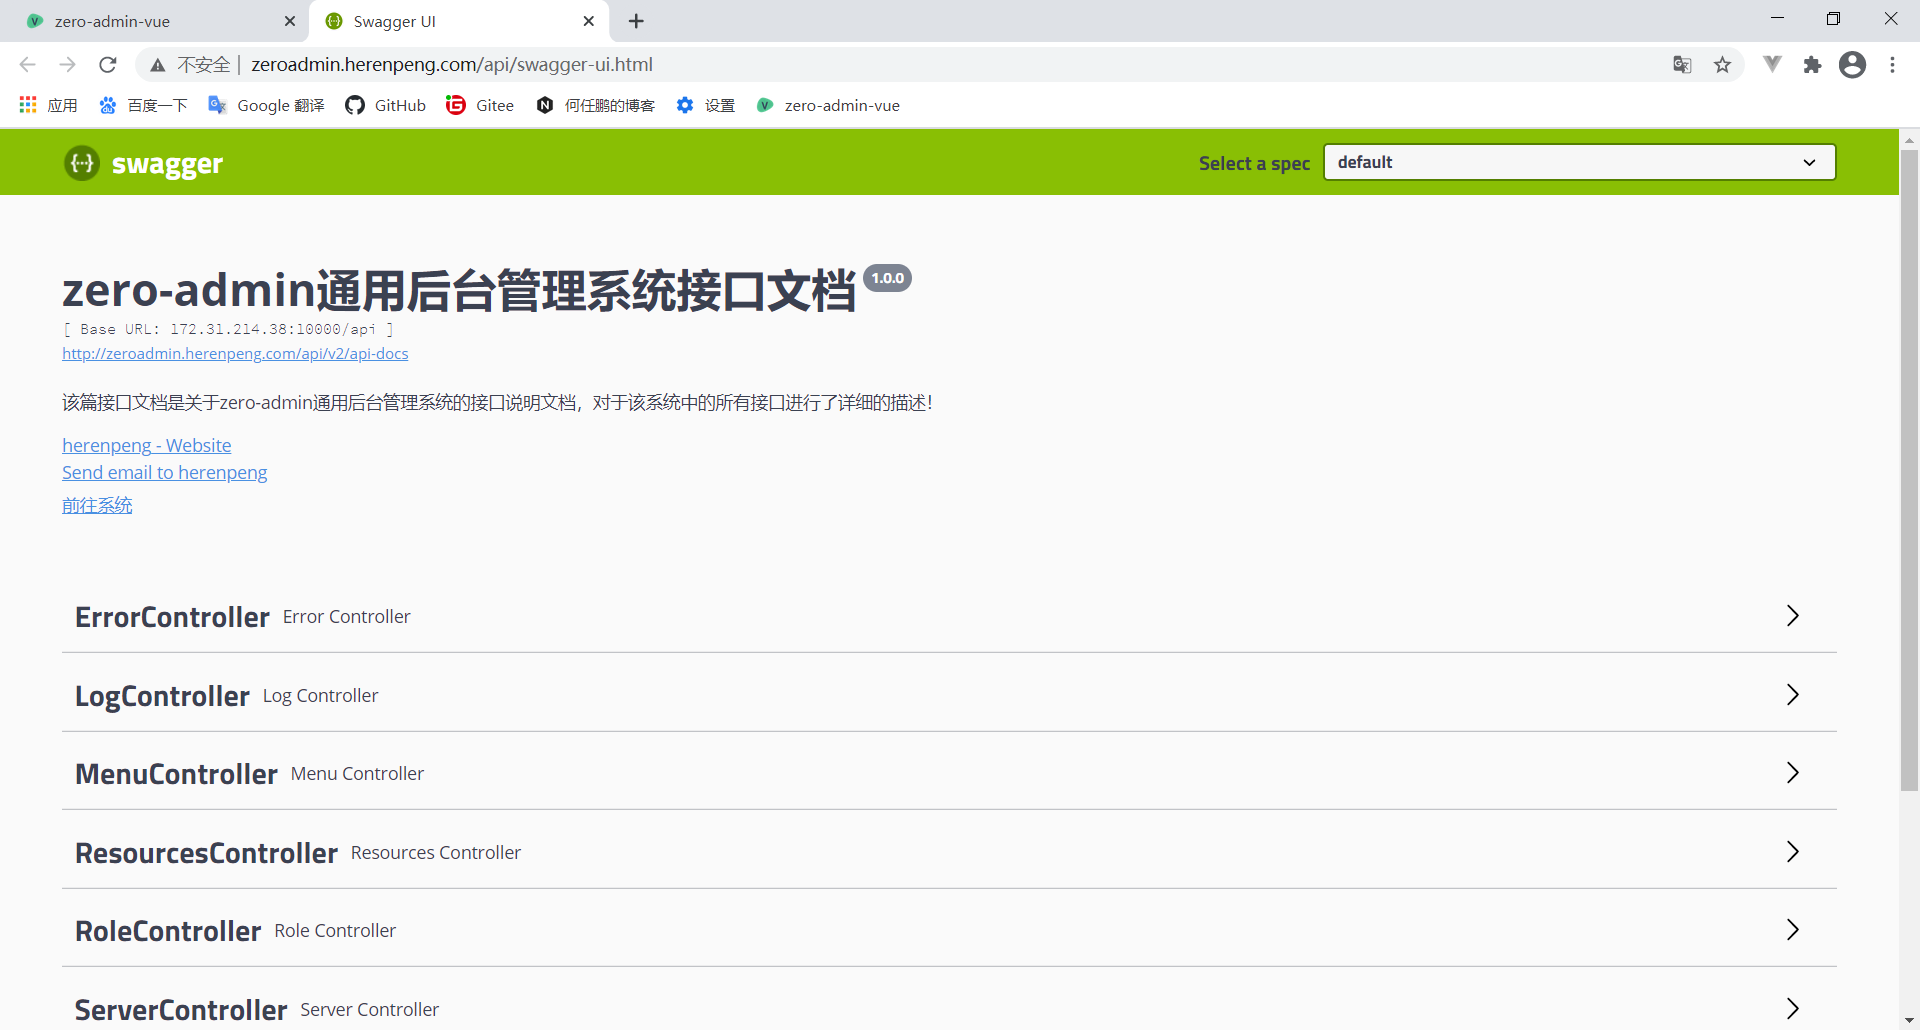 zero-admin-vue
Swagger UI
不安全 | zeroadmin.herenpeng.com/api/swagger-ui.html
应用 百度一下 Google 翻译 GitHub Gitee 何任鹏的博客 设置 zero-admin-vue
swagger
Select a spec default
zero-admin通用后台管理系统接口文档 1.0.0
[ Base URL: 172.31.214.38:10000/api ]
http://zeroadmin.herenpeng.com/api/v2/api-docs
该篇接口文档是关于zero-admin通用后台管理系统的接口说明文档，对于该系统中的所有接口进行了详细的描述！
herenpeng - Website
Send email to herenpeng
前往系统
ErrorController Error Controller
LogController Log Controller
MenuController Menu Controller
ResourcesController Resources Controller
RoleController Role Controller
ServerController Server Controller